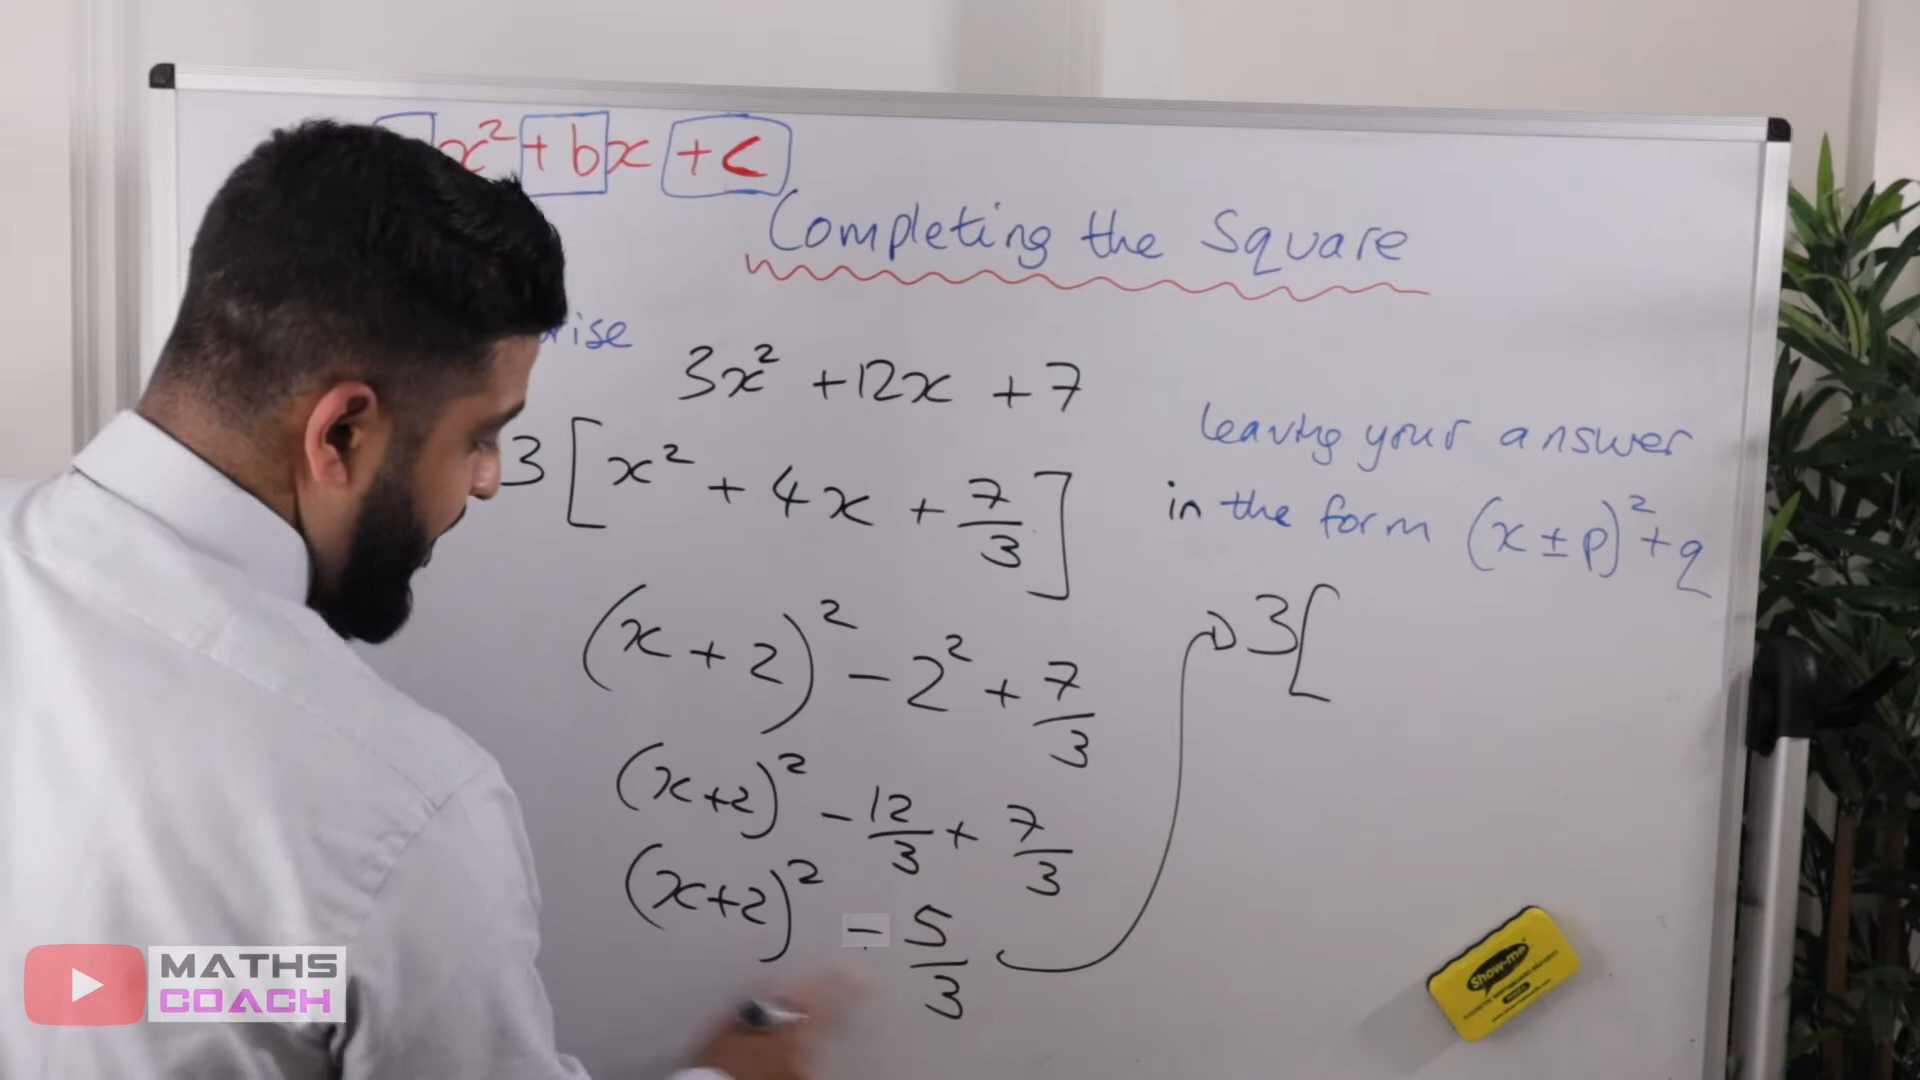 x² + bx + c
Completing the Square
rise
3x² + 12x + 7
3[x² + 4x + 7/3]
leaving your answer
in the form (x ± p)² + q
(x + 2)² - 2² + 7/3
3[
(x+2)² - 12/3 + 7/3
(x+2)² - 5/3
MATHS
COACH
Show-me